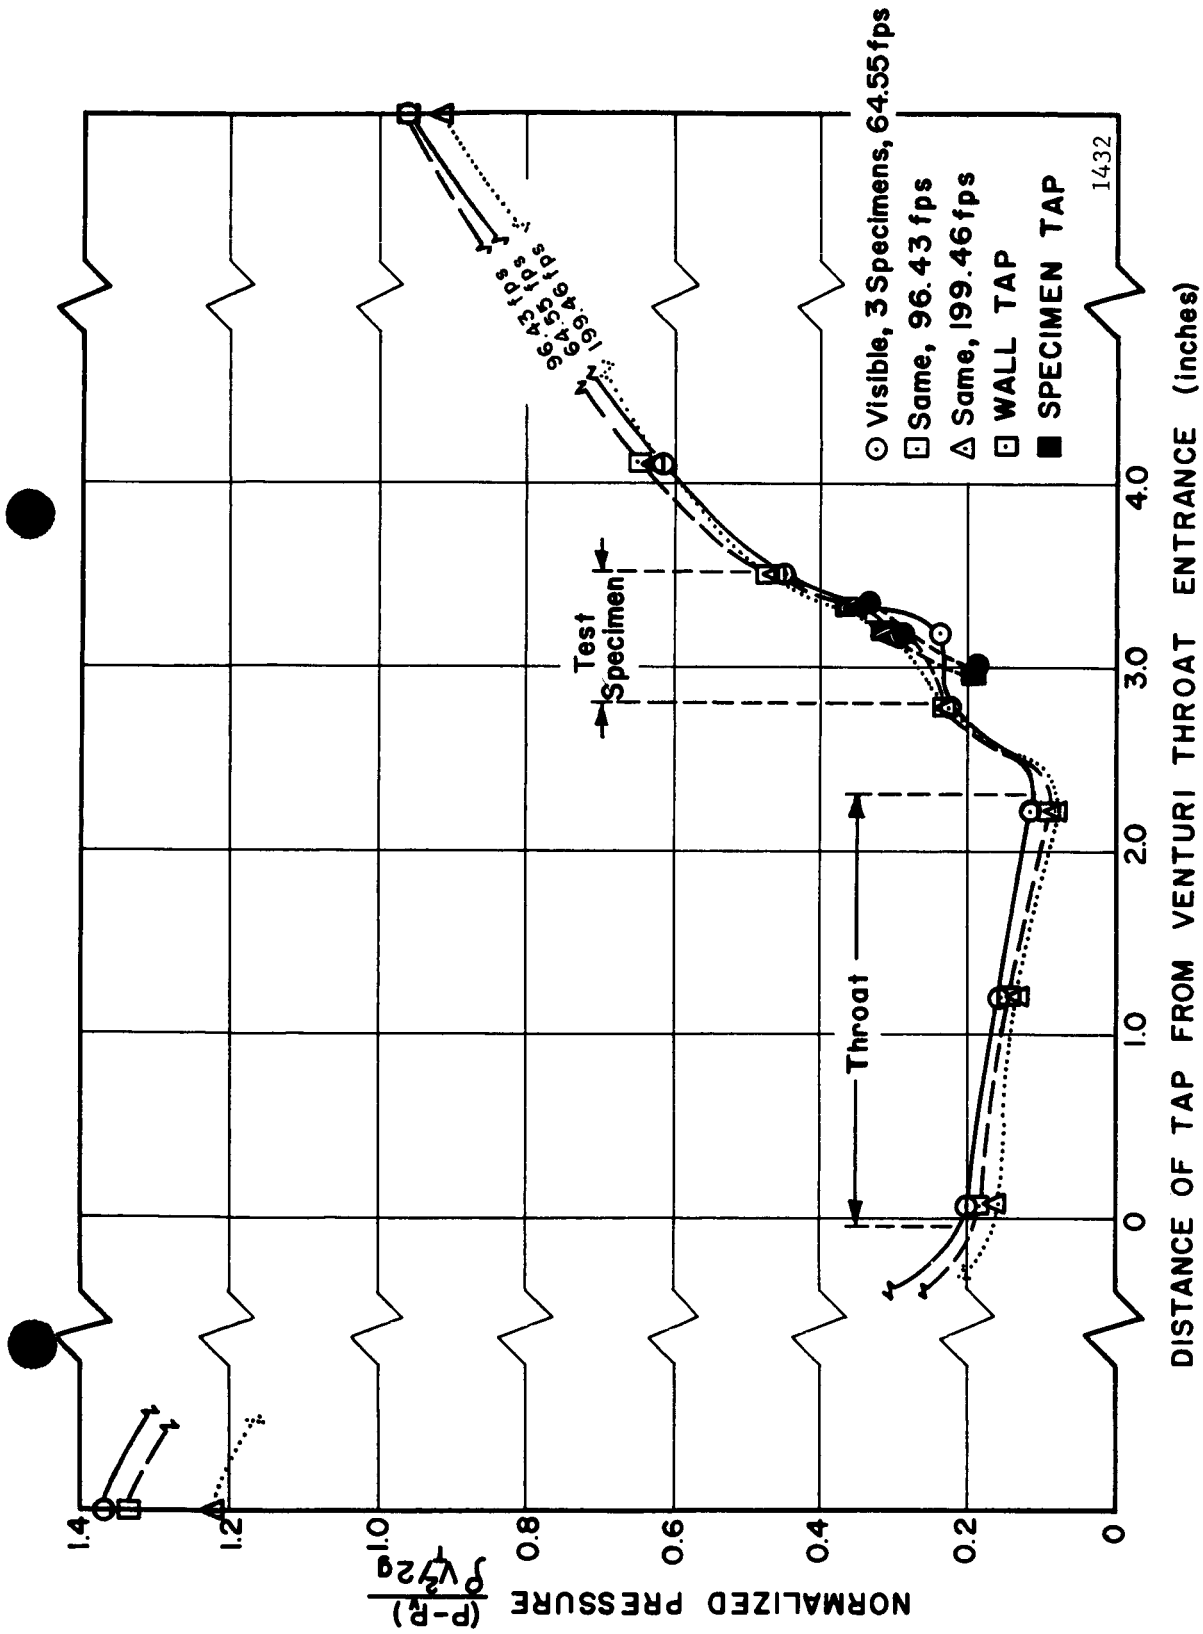 NORMALIZED PRESSURE (P-Pv) / ρVT²/2g
1.4
1.2
1.0
0.8
0.6
0.4
0.2
0
96.43 fps
64.55 fps
199.46 fps
Test
Specimen
Throat
⊙ Visible, 3 Specimens, 64.55 fps
⊡ Same, 96.43 fps
△ Same, 199.46 fps
⊡ WALL TAP
■ SPECIMEN TAP
1432
0
1.0
2.0
3.0
4.0
DISTANCE OF TAP FROM VENTURI THROAT ENTRANCE (inches)